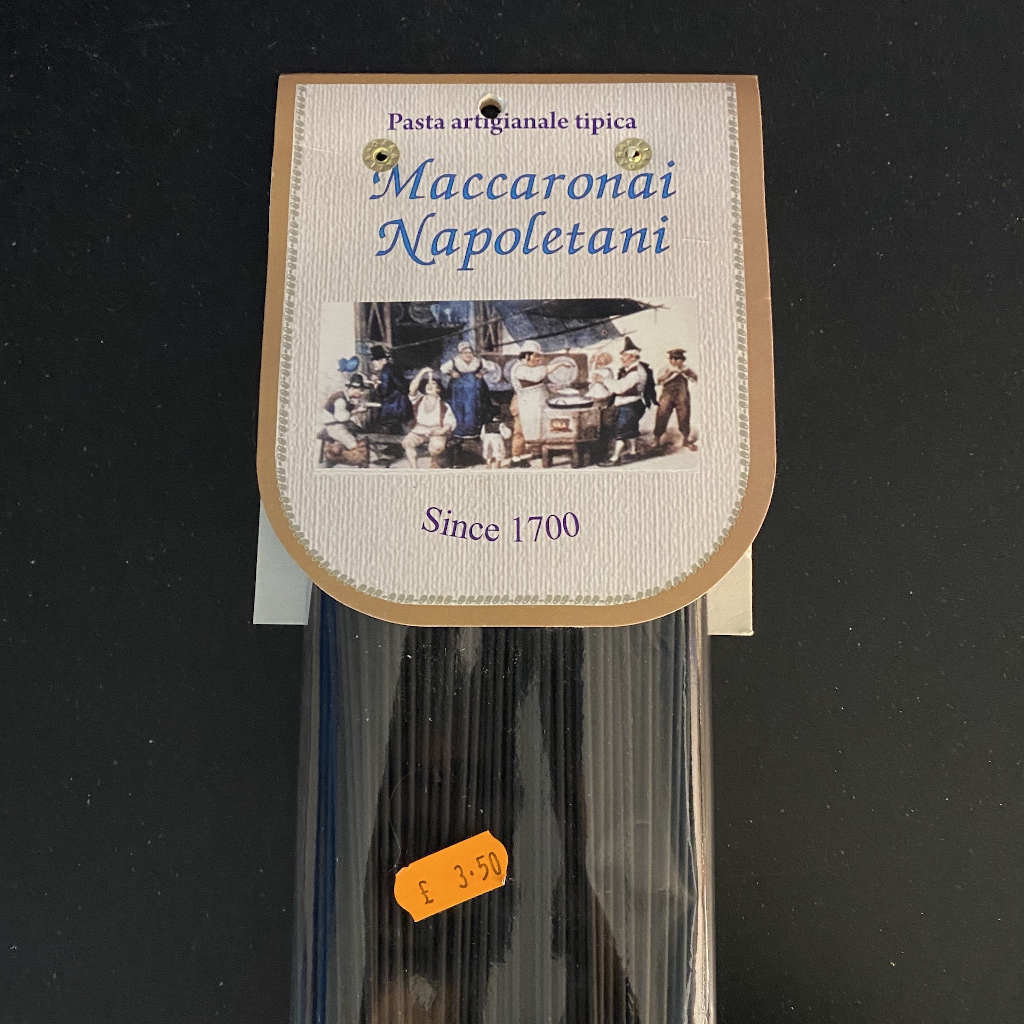 Pasta artigianale tipica
Maccaronai
Napoletani
Since 1700
£ 3.50